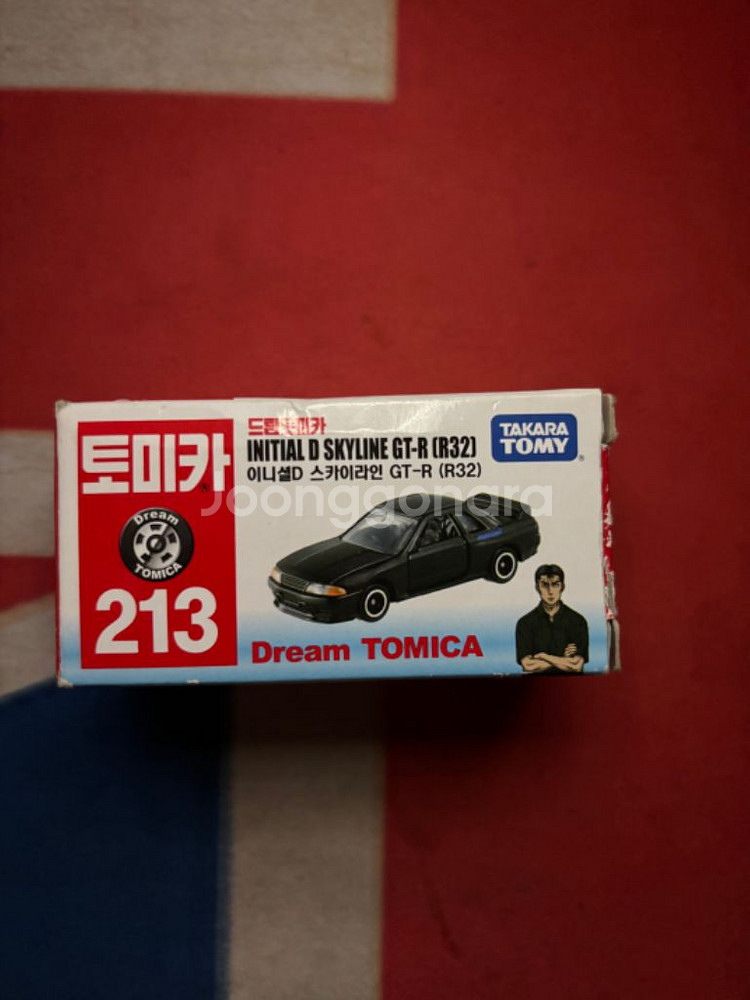 드림토미카
INITIAL D SKYLINE GT-R (R32)
이니셜D 스카이라인 GT-R (R32)
TAKARA
TOMY
토미카
Dream
TOMICA
213
Dream TOMICA
Joonggonara